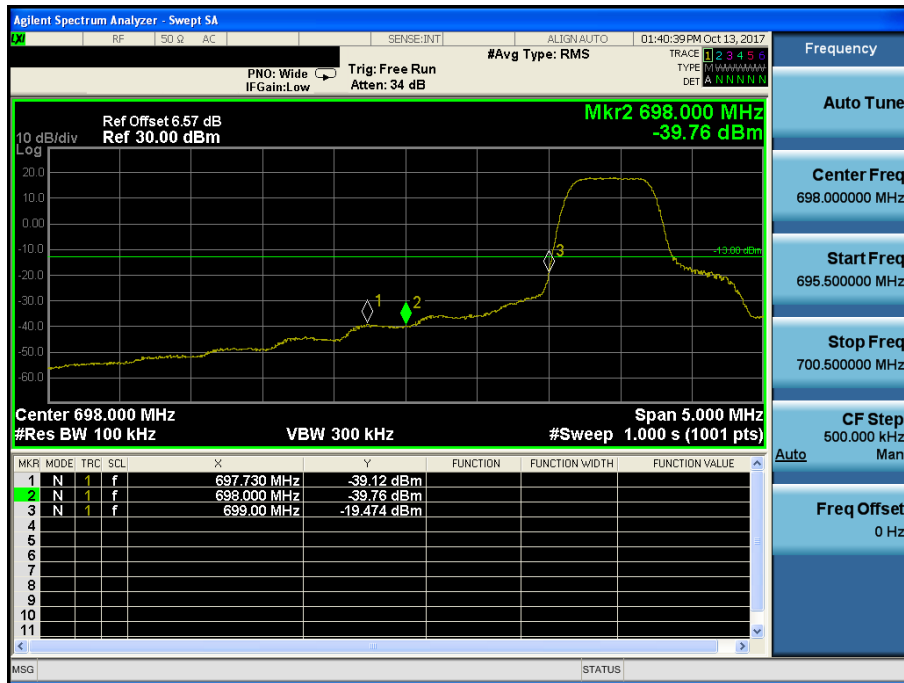 Agilent Spectrum Analyzer - Swept SA
LXI RF 50 Ω AC SENSE:INT ALIGN AUTO 01:40:39 PM Oct 13, 2017
#Avg Type: RMS TRACE 1 2 3 4 5 6
PNO: Wide Trig: Free Run TYPE MWWWWW
IFGain:Low Atten: 34 dB DET A N N N N N
Mkr2 698.000 MHz
Ref Offset 6.57 dB
-39.76 dBm
10 dB/div Ref 30.00 dBm
Log
20.0
10.0
0.00
-10.0
-13.00 dBm
3
-20.0
-30.0
1
2
-40.0
-50.0
-60.0
Center 698.000 MHz Span 5.000 MHz
#Res BW 100 kHz VBW 300 kHz #Sweep 1.000 s (1001 pts)
MKR MODE TRC SCL X Y FUNCTION FUNCTION WIDTH FUNCTION VALUE
1 N 1 f 697.730 MHz -39.12 dBm
2 N 1 f 698.000 MHz -39.76 dBm
3 N 1 f 699.00 MHz -19.474 dBm
4
5
6
7
8
9
10
11
MSG STATUS
Frequency
Auto Tune
Center Freq
698.000000 MHz
Start Freq
695.500000 MHz
Stop Freq
700.500000 MHz
CF Step
500.000 kHz
Auto Man
Freq Offset
0 Hz